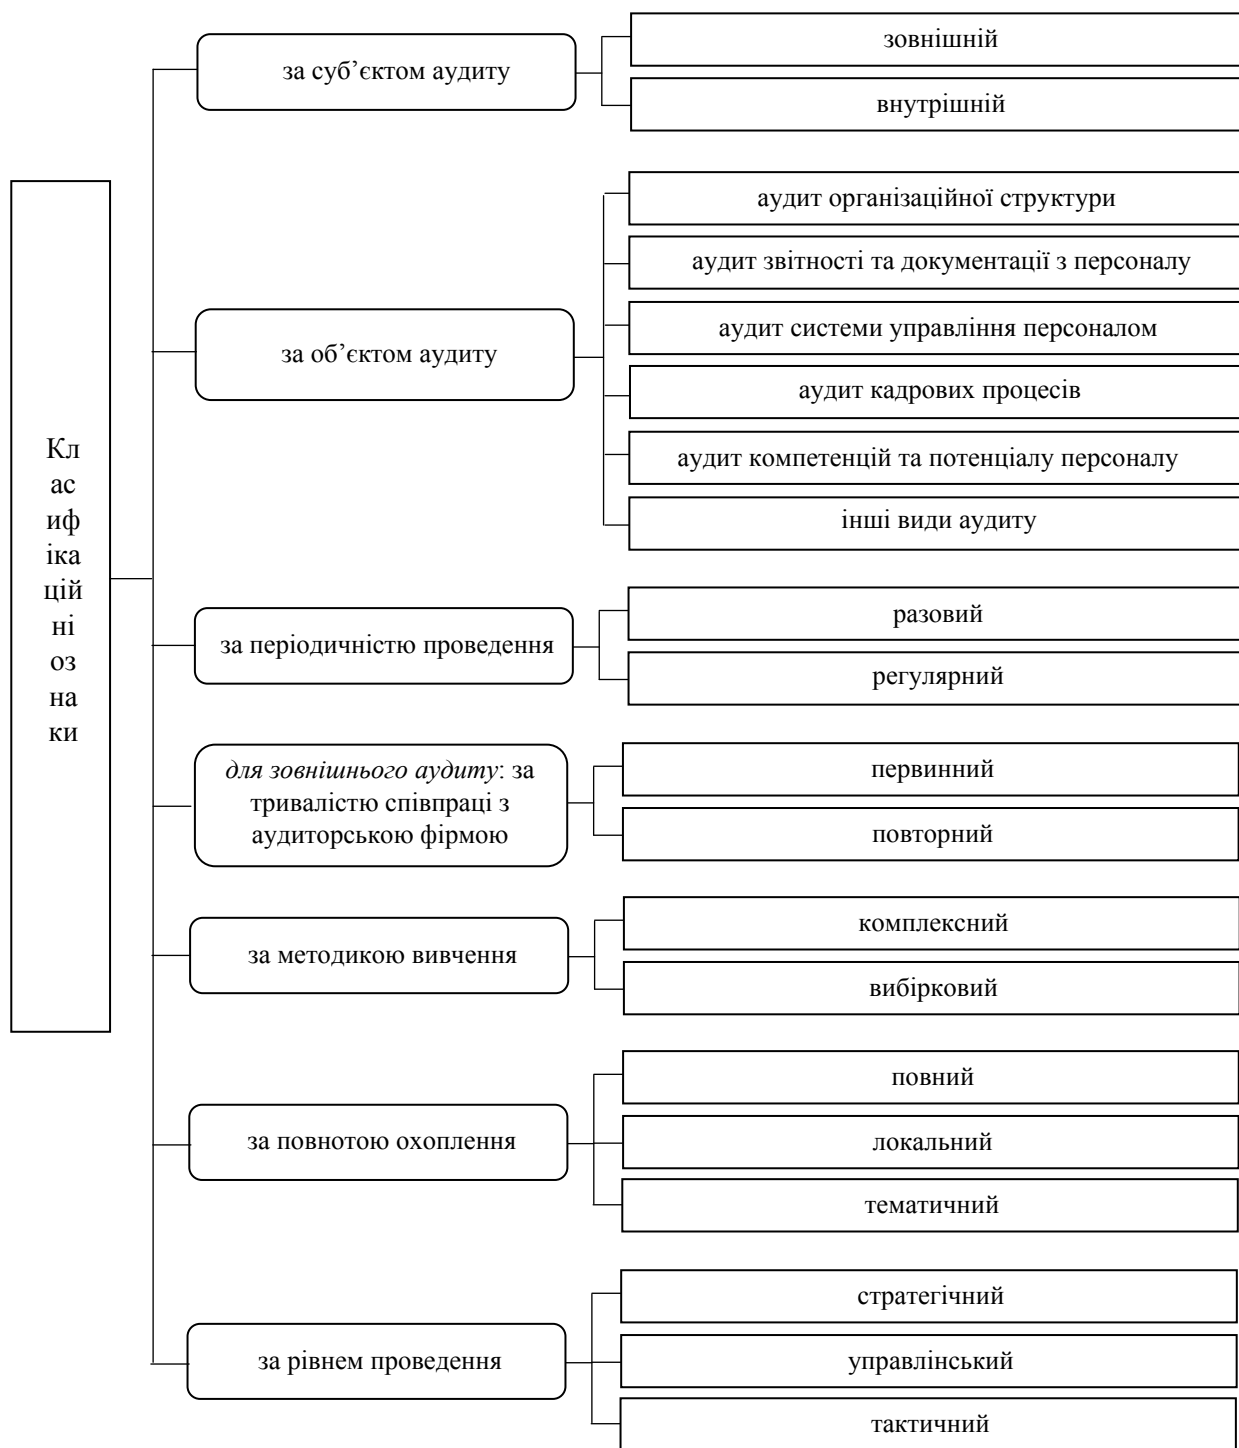 Кл
ас
иф
іка
цій
ні
оз
на
ки
за суб’єктом аудиту
зовнішній
внутрішній
за об’єктом аудиту
аудит організаційної структури
аудит звітності та документації з персоналу
аудит системи управління персоналом
аудит кадрових процесів
аудит компетенцій та потенціалу персоналу
інші види аудиту
за періодичністю проведення
разовий
регулярний
для зовнішнього аудиту: за
тривалістю співпраці з
аудиторською фірмою
первинний
повторний
за методикою вивчення
комплексний
вибірковий
за повнотою охоплення
повний
локальний
тематичний
за рівнем проведення
стратегічний
управлінський
тактичний